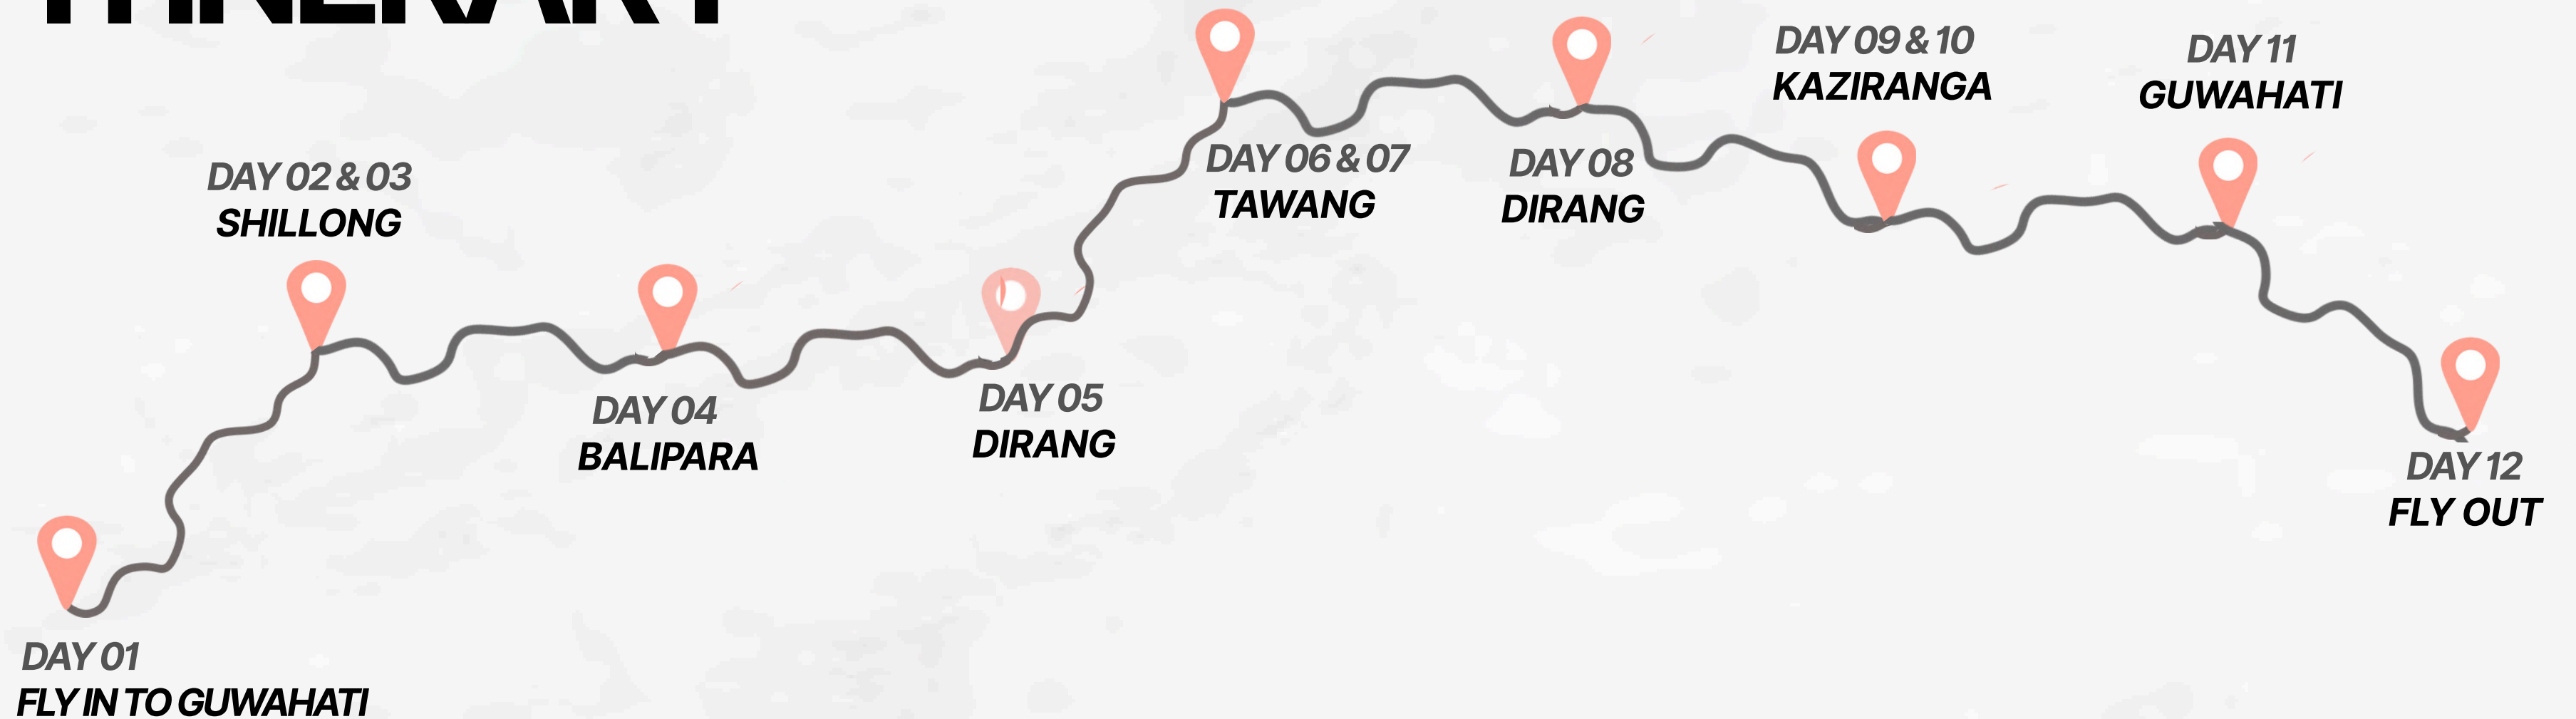 ITINERARY
DAY 01
FLY IN TO GUWAHATI
DAY 02 & 03
SHILLONG
DAY 04
BALIPARA
DAY 05
DIRANG
DAY 06 & 07
TAWANG
DAY 08
DIRANG
DAY 09 & 10
KAZIRANGA
DAY 11
GUWAHATI
DAY 12
FLY OUT